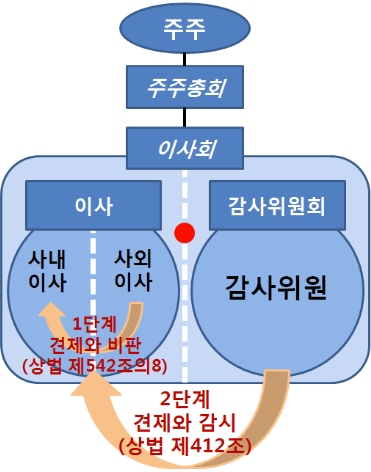 주주
주주총회
이사회
이사
감사위원회
사내
이사
사외
이사
감사위원
1단계
견제와 비판
(상법 제542조의8)
2단계
견제와 감시
(상법 제412조)